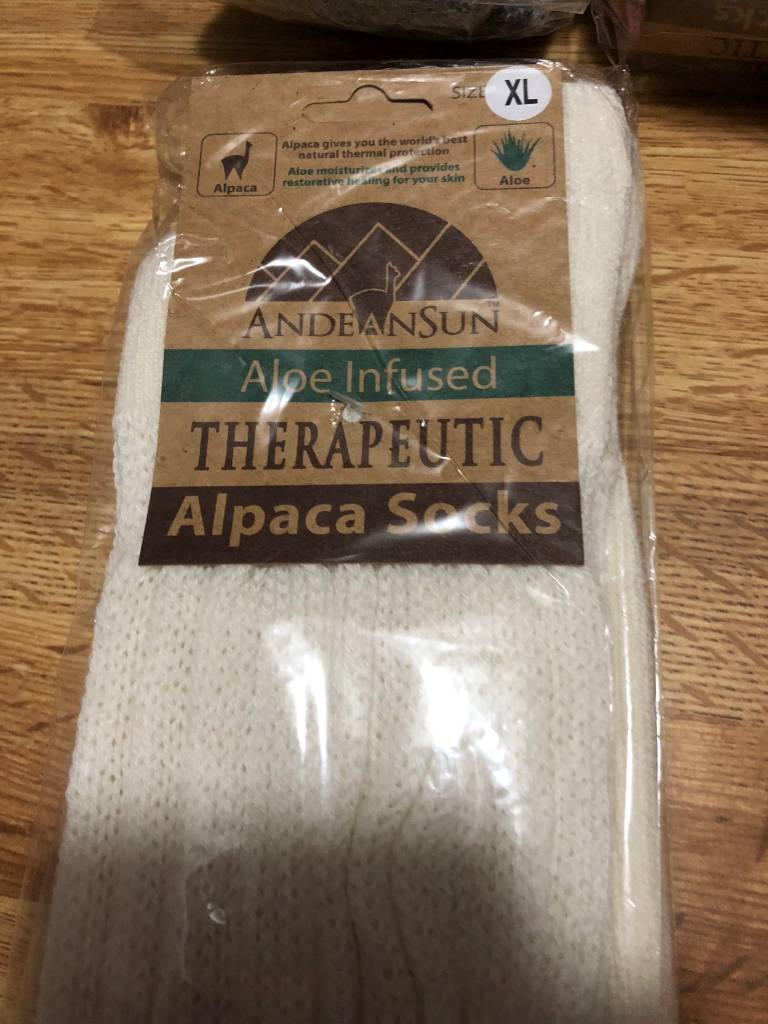 SIZE XL
Alpaca gives you the world's best
natural thermal protection
Aloe moisturizes and provides
restorative healing for your skin
Alpaca
Aloe
ANDEANSUN™
Aloe Infused
THERAPEUTIC
Alpaca Socks